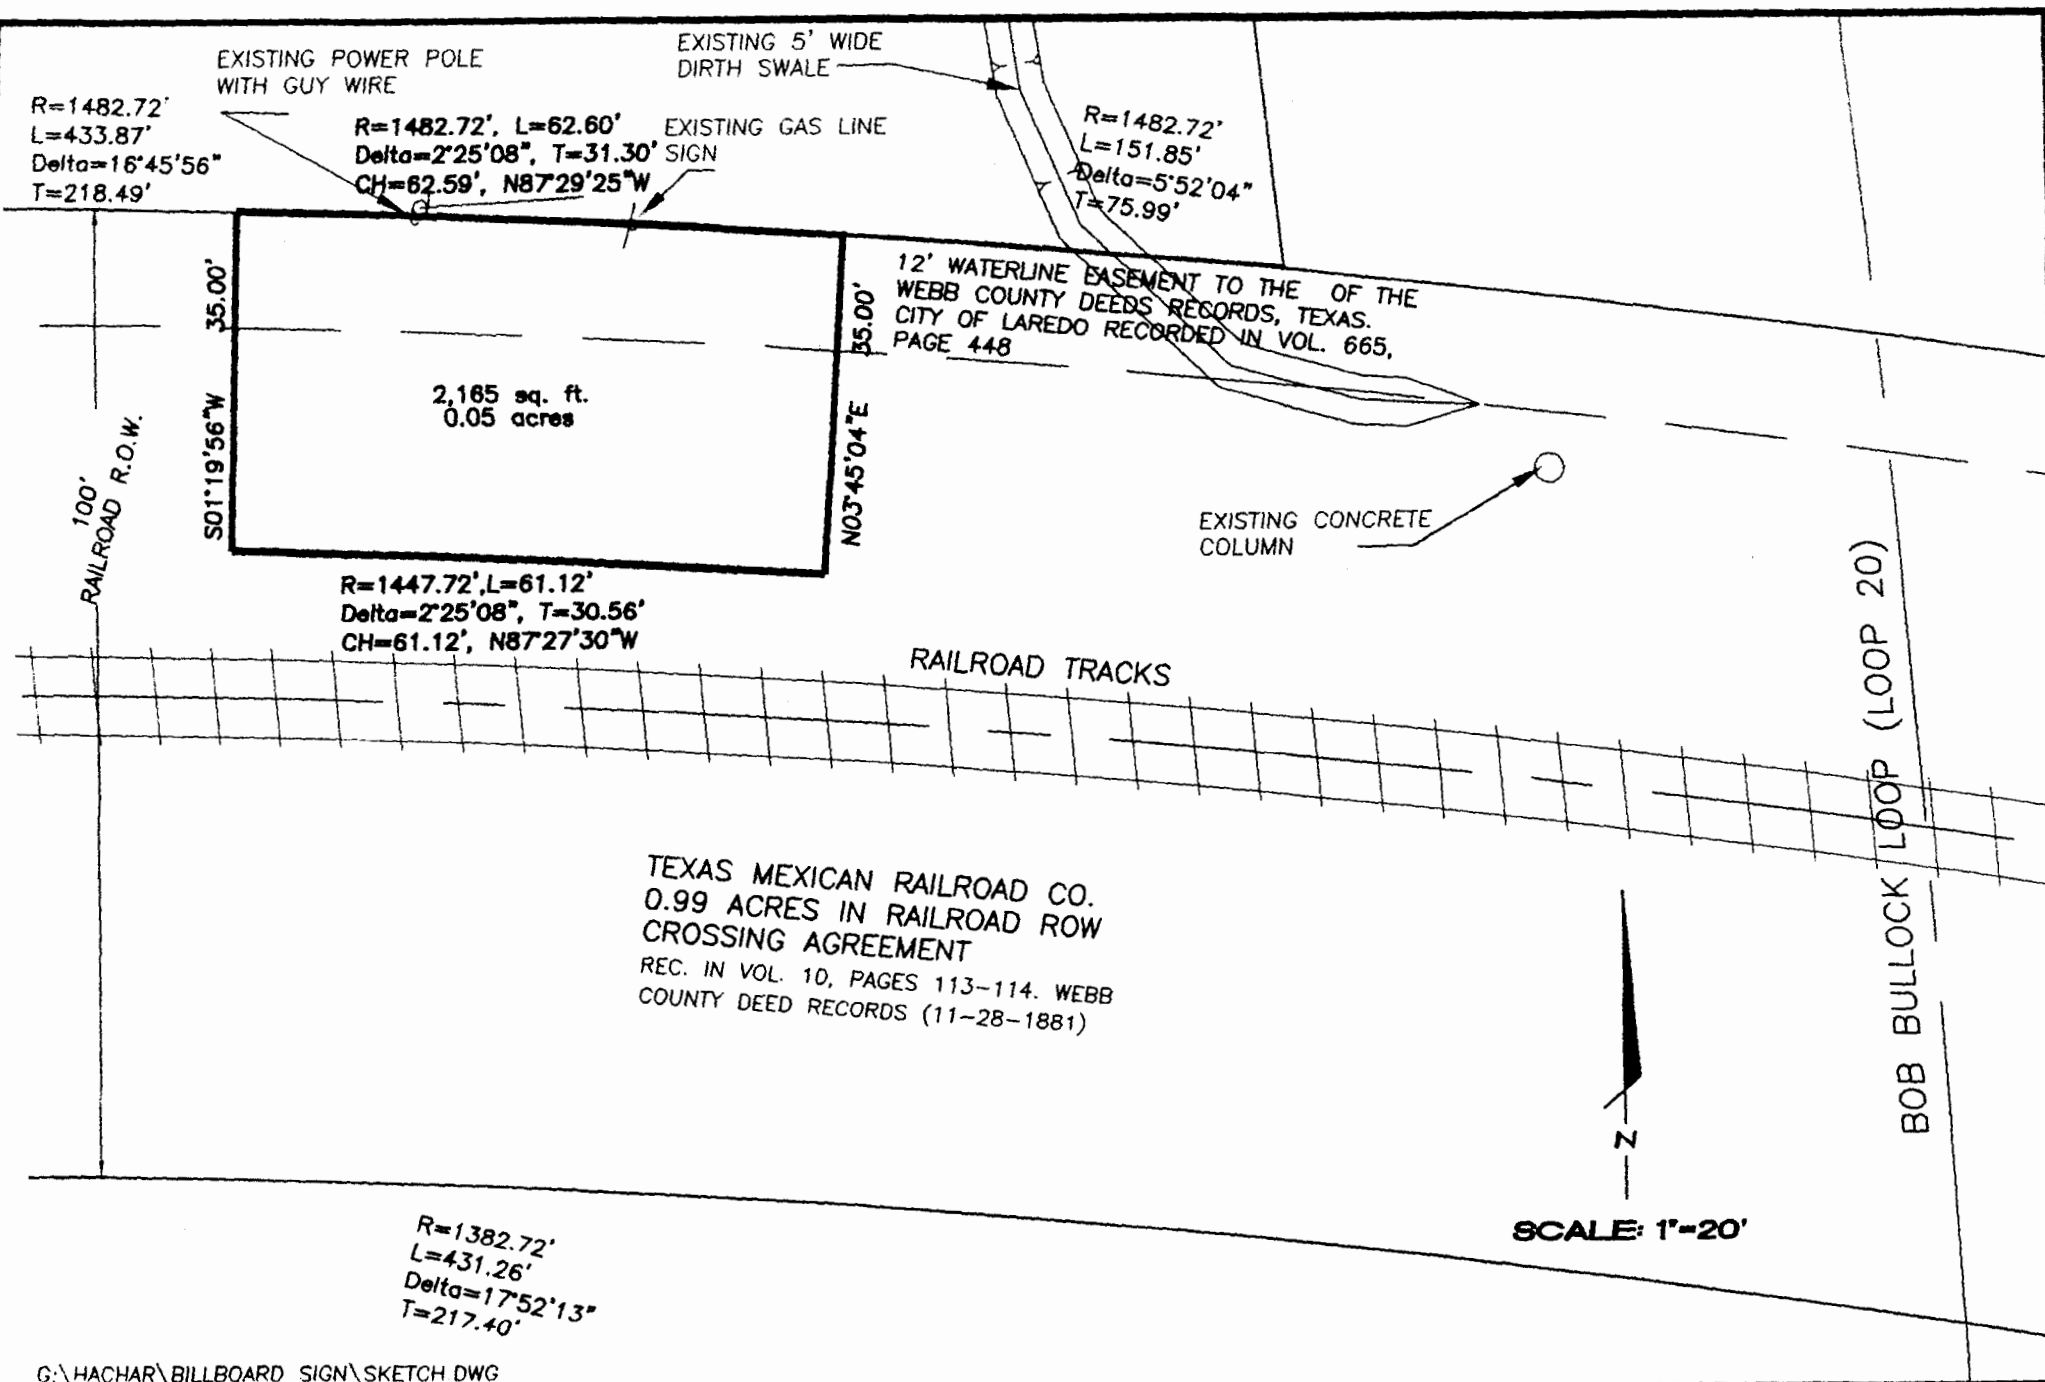 EXISTING POWER POLE
WITH GUY WIRE
EXISTING 5' WIDE
DIRTH SWALE
R=1482.72'
L=433.87'
Delta=16°45'56"
T=218.49'
R=1482.72', L=62.60'
Delta=2°25'08", T=31.30'
CH=62.59', N87°29'25"W
EXISTING GAS LINE
SIGN
R=1482.72'
L=151.85'
Delta=5°52'04"
T=75.99'
12' WATERLINE EASEMENT TO THE OF THE
WEBB COUNTY DEEDS RECORDS, TEXAS.
CITY OF LAREDO RECORDED IN VOL. 665,
PAGE 448
35.00'
S01°19'56"W
35.00'
N03°45'04"E
2,165 sq. ft.
0.05 acres
100'
RAILROAD R.O.W.
EXISTING CONCRETE
COLUMN
R=1447.72',L=61.12'
Delta=2°25'08", T=30.56'
CH=61.12', N87°27'30"W
RAILROAD TRACKS
BOB BULLOCK LOOP (LOOP 20)
TEXAS MEXICAN RAILROAD CO.
0.99 ACRES IN RAILROAD ROW
CROSSING AGREEMENT
REC. IN VOL. 10, PAGES 113-114. WEBB
COUNTY DEED RECORDS (11-28-1881)
N
SCALE: 1"=20'
R=1382.72'
L=431.26'
Delta=17°52'13"
T=217.40'
G:\HACHAR\BILLBOARD SIGN\SKETCH.DWG